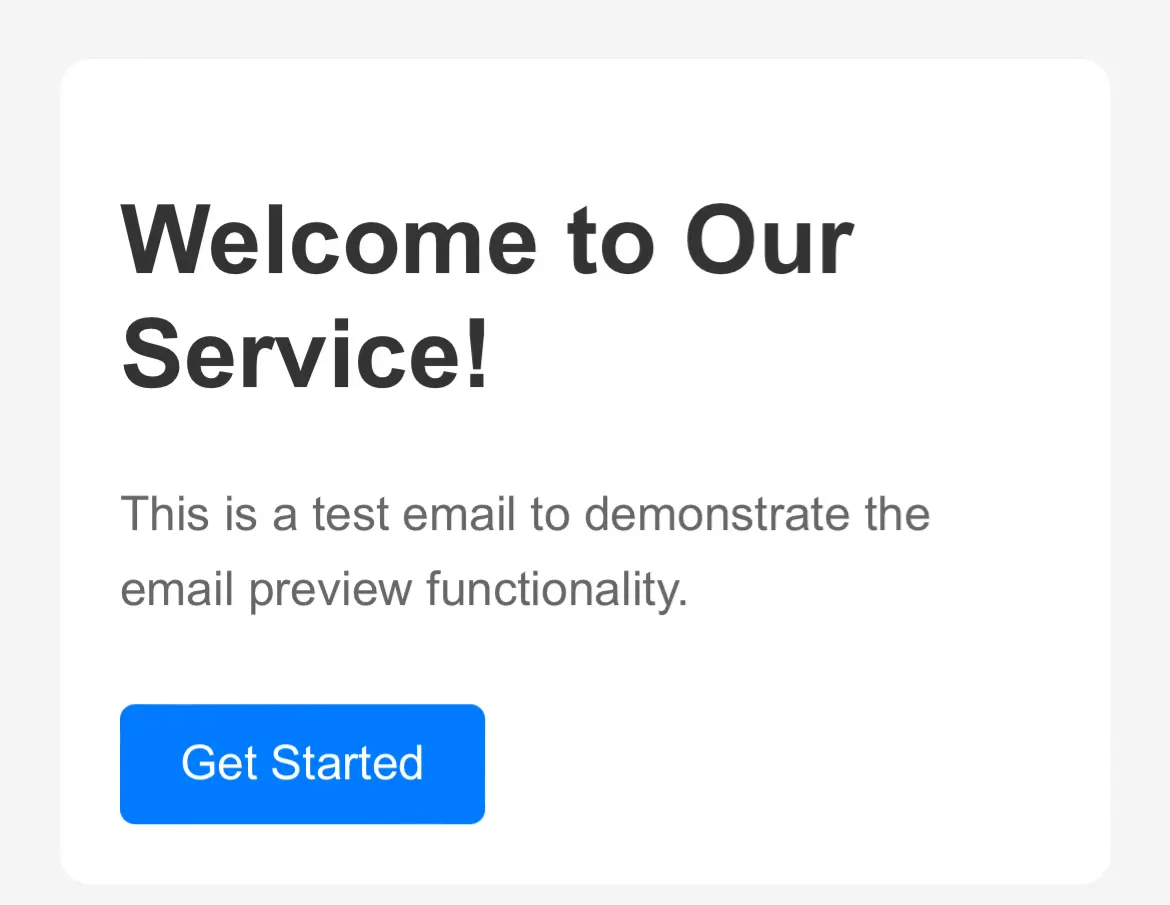 Welcome to Our
Service!
This is a test email to demonstrate the
email preview functionality.
Get Started